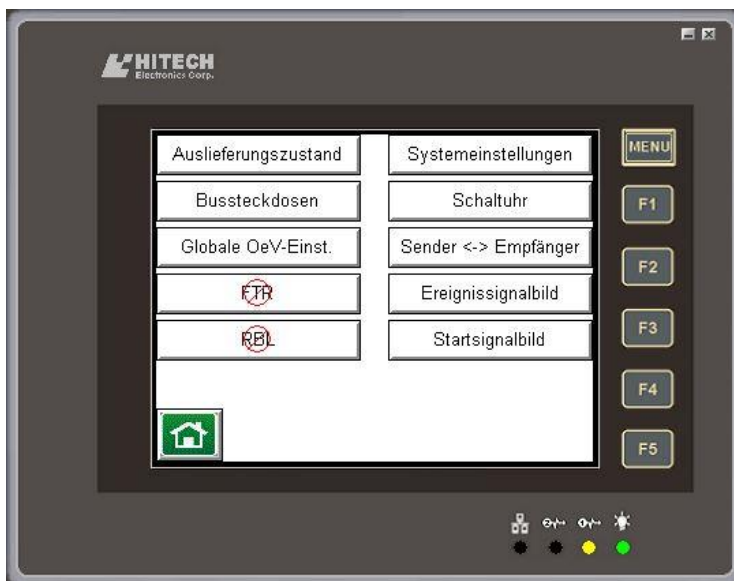 HITECH
Electronics Corp.
Auslieferungszustand
Systemeinstellungen
Bussteckdosen
Schaltuhr
Globale OeV-Einst.
Sender <-> Empfänger
FTR
Ereignissignalbild
RBL
Startsignalbild
MENU
F1
F2
F3
F4
F5